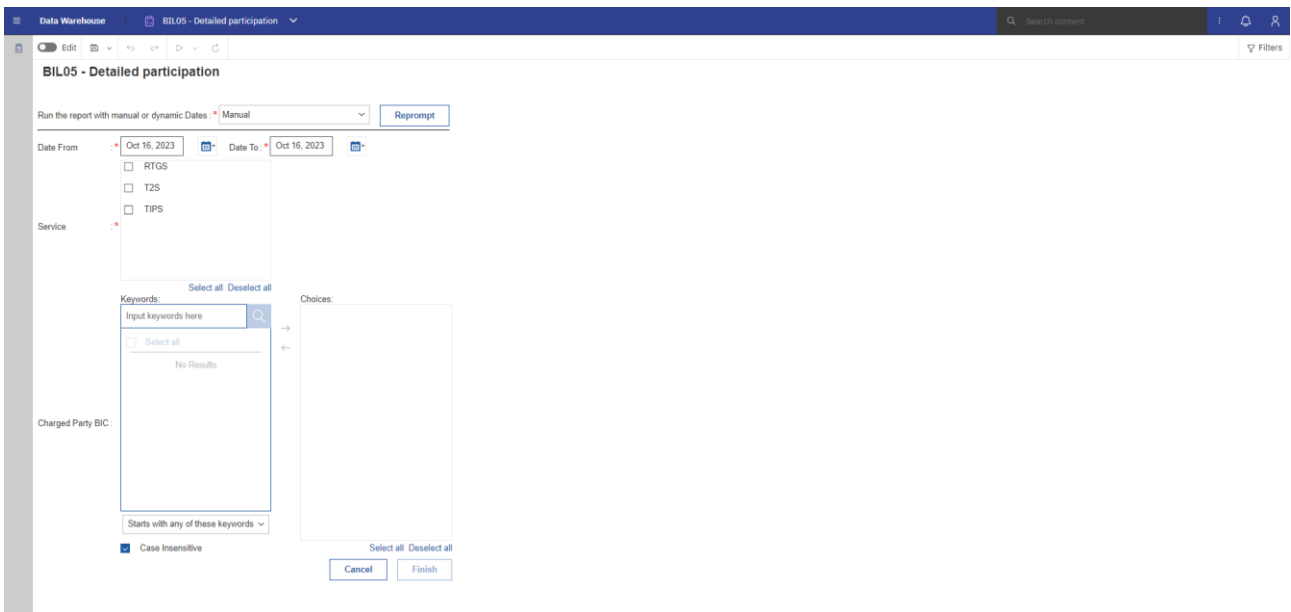 Data Warehouse
BIL05 - Detailed participation
Search content
Edit
Filters
BIL05 - Detailed participation
Run the report with manual or dynamic Dates : * Manual
Reprompt
Date From : * Oct 16, 2023
Date To : * Oct 16, 2023
RTGS
T2S
TIPS
Service : *
Select all Deselect all
Keywords:
Choices:
Input keywords here
Select all
No Results
Charged Party BIC :
Starts with any of these keywords
Case Insensitive
Select all Deselect all
Cancel
Finish